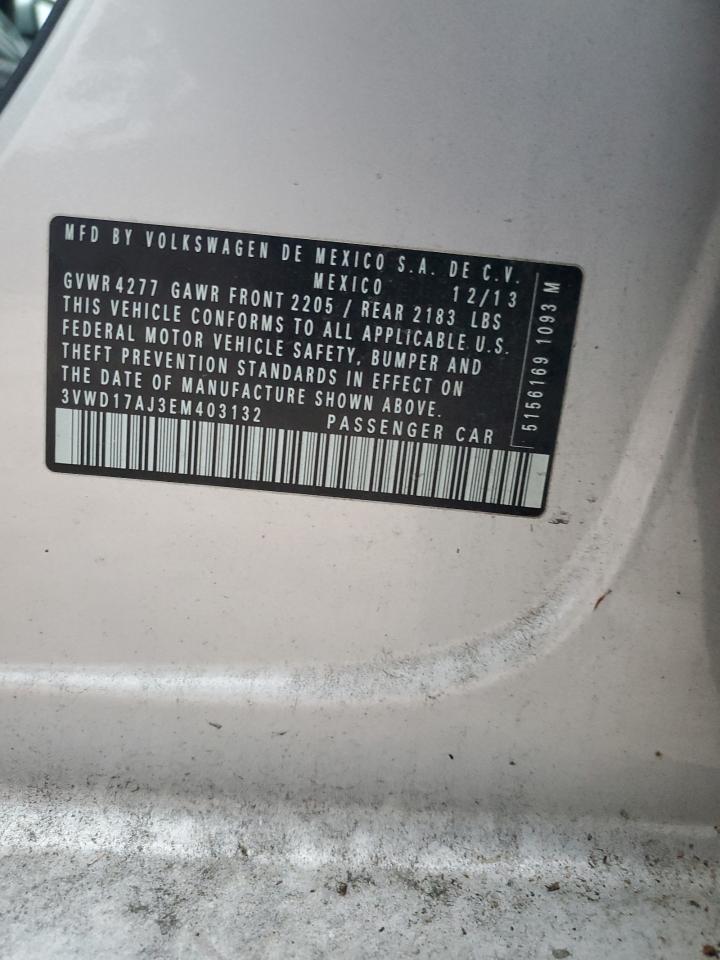 MFD BY VOLKSWAGEN DE MEXICO S.A. DE C.V.
MEXICO 12/13
GVWR 4277 GAWR FRONT 2205 / REAR 2183 LBS
THIS VEHICLE CONFORMS TO ALL APPLICABLE U.S.
FEDERAL MOTOR VEHICLE SAFETY, BUMPER AND
THEFT PREVENTION STANDARDS IN EFFECT ON
THE DATE OF MANUFACTURE SHOWN ABOVE.
3VWD17AJ3EM403132 PASSENGER CAR
5156169 1093 M